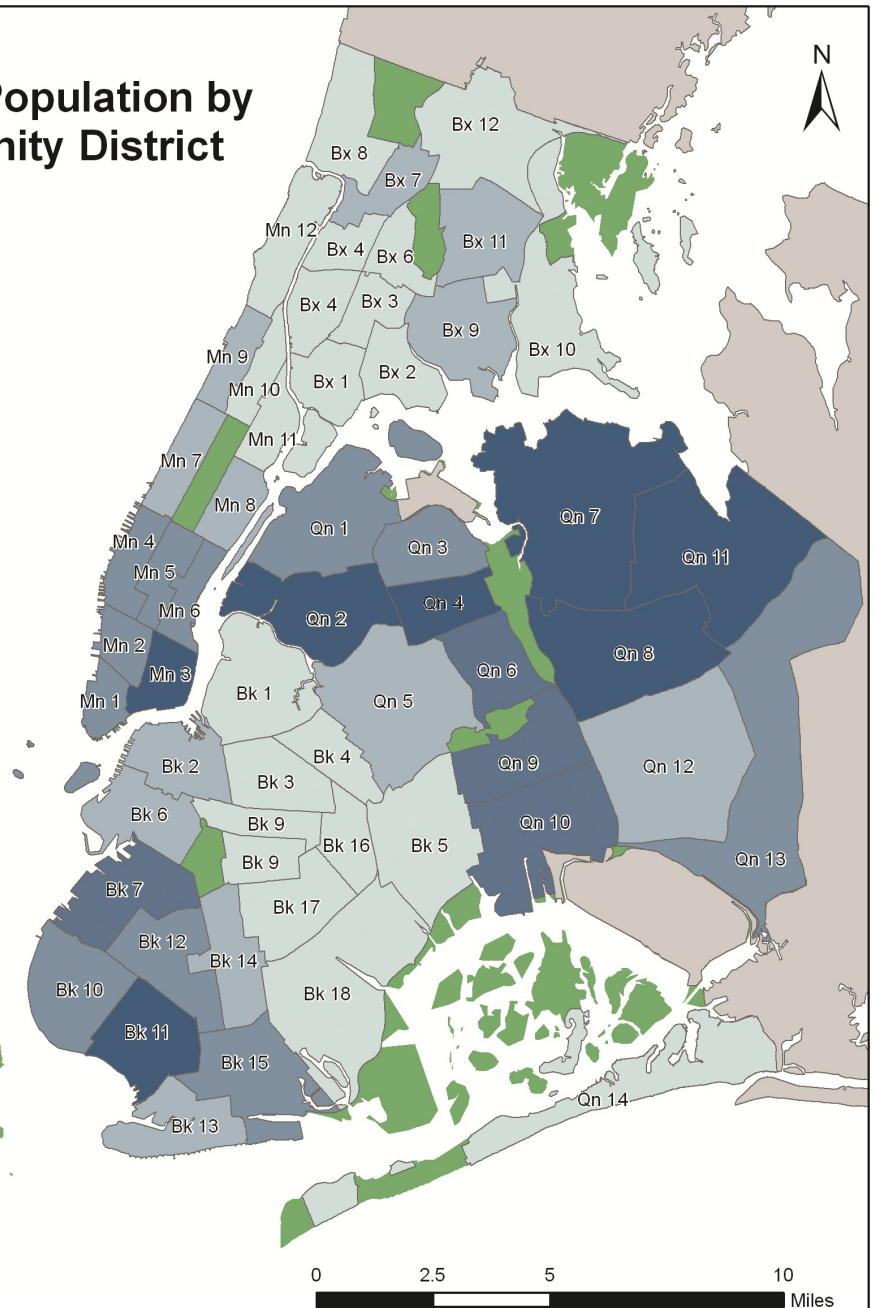 opulation by
nity District
N
Bx 12
Bx 8
Bx 7
Mn 12
Bx 4
Bx 6
Bx 11
Bx 4
Bx 3
Bx 9
Mn 9
Bx 10
Bx 2
Bx 1
Mn 10
Mn 11
Mn 7
Mn 8
Qn 7
Qn 1
Mn 4
Qn 3
Qn 11
Mn 5
Qn 4
Mn 6
Qn 2
Mn 2
Qn 8
Mn 3
Qn 6
Bk 1
Mn 1
Qn 5
Bk 4
Qn 9
Bk 2
Qn 12
Bk 3
Bk 6
Bk 9
Qn 10
Bk 16
Bk 5
Bk 9
Qn 13
Bk 7
Bk 17
Bk 12
Bk 14
Bk 10
Bk 18
Bk 11
Bk 15
Qn 14
Bk 13
0 2.5 5 10
Miles